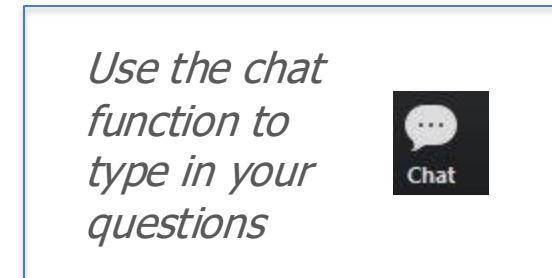 Use the chat
function to
type in your
questions
Chat